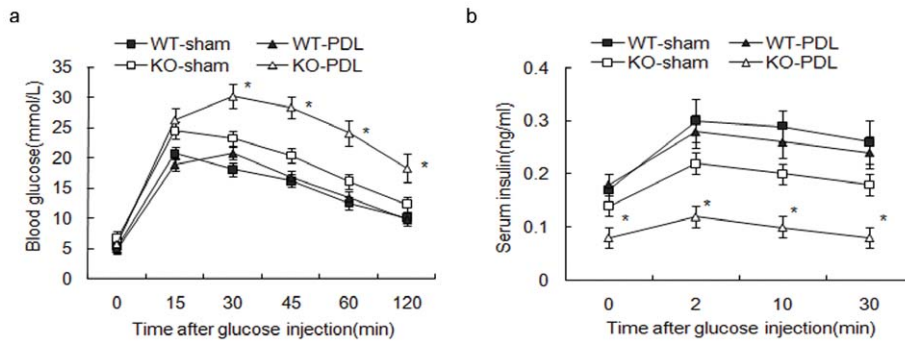 a
WT-sham WT-PDL
KO-sham KO-PDL
Blood glucose(mmol/L)
35
30
25
20
15
10
5
0
* * * *
0 15 30 45 60 120
Time after glucose injection(min)
b
WT-sham WT-PDL
KO-sham KO-PDL
Serum insulin(ng/ml)
0.4
0.3
0.2
0.1
0
* * * *
0 2 10 30
Time after glucose injection(min)